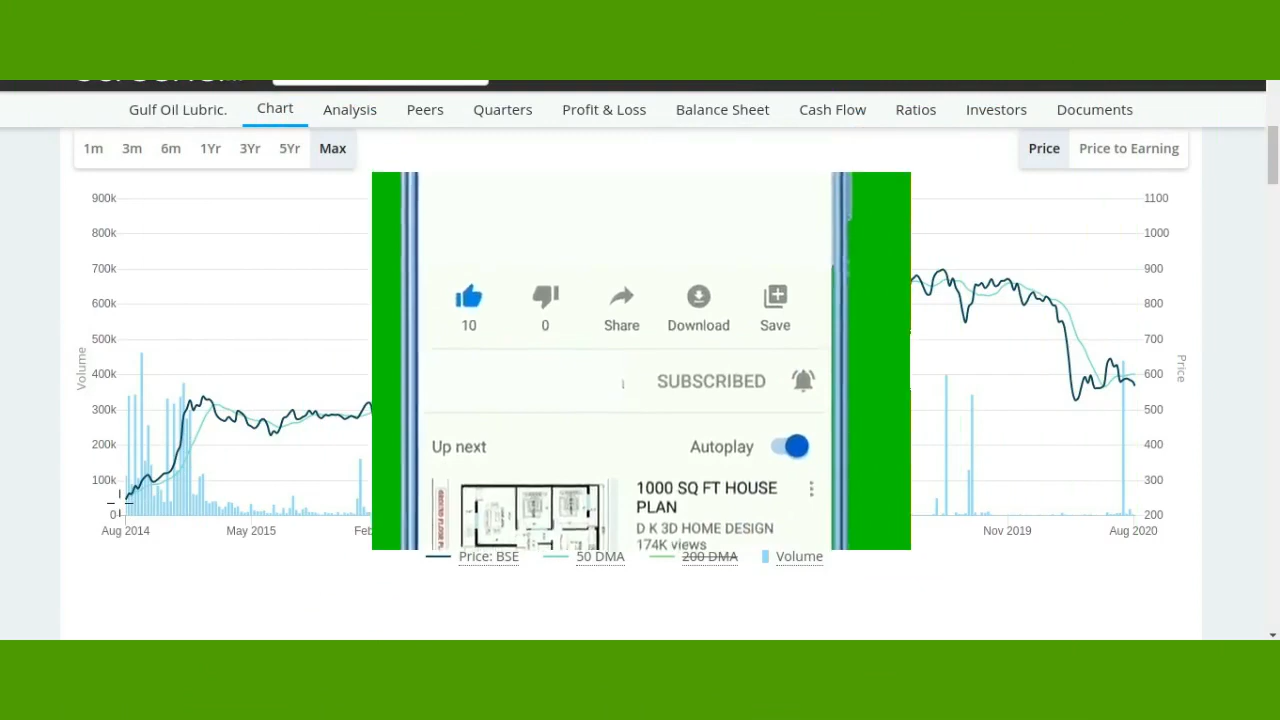 Gulf Oil Lubric. Chart Analysis Peers Quarters Profit & Loss Balance Sheet Cash Flow Ratios Investors Documents
1m 3m 6m 1Yr 3Yr 5Yr Max Price Price to Earning
900k 1100
800k 1000
700k 900
600k 800
10 0 Share Download Save
500k 700
400k 600
SUBSCRIBED
Volume
Price
300k 500
200k 400
Up next Autoplay
100k 300
1000 SQ FT HOUSE
PLAN
0 200
D K 3D HOME DESIGN
174K views
Aug 2014 May 2015 Nov 2019 Aug 2020
Price: BSE 50 DMA 200 DMA Volume